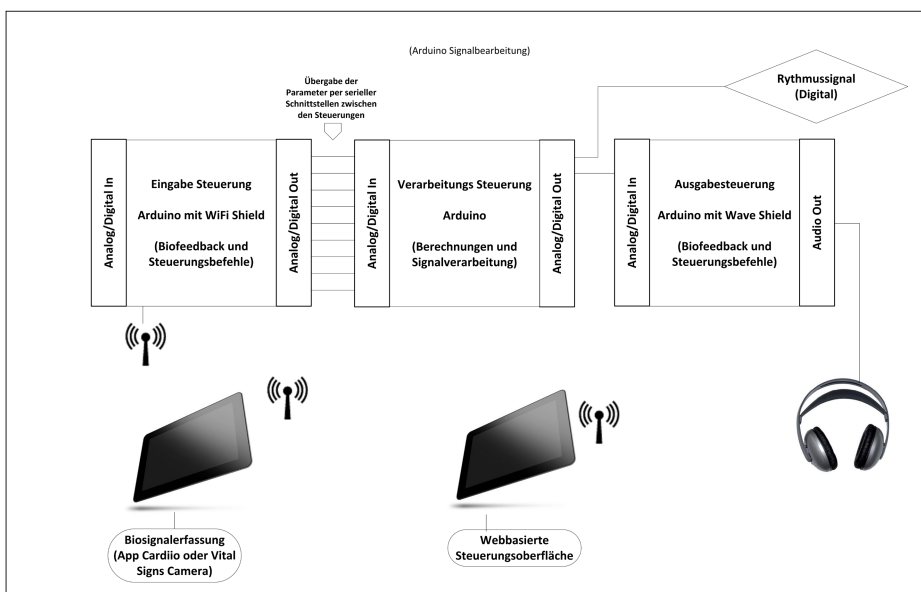 (Arduino Signalbearbeitung)
Übergabe der
Parameter per serieller
Schnittstellen zwischen
den Steuerungen
Rythmussignal
(Digital)
Analog/Digital In
Eingabe Steuerung
Arduino mit WiFi Shield
(Biofeedback und
Steuerungsbefehle)
Analog/Digital Out
Analog/Digital In
Verarbeitungs Steuerung
Arduino
(Berechnungen und
Signalverarbeitung)
Analog/Digital Out
Analog/Digital In
Ausgabesteuerung
Arduino mit Wave Shield
(Biofeedback und
Steuerungsbefehle)
Audio Out
Biosignalerfassung
(App Cardiio oder Vital
Signs Camera)
Webbasierte
Steuerungsoberfläche